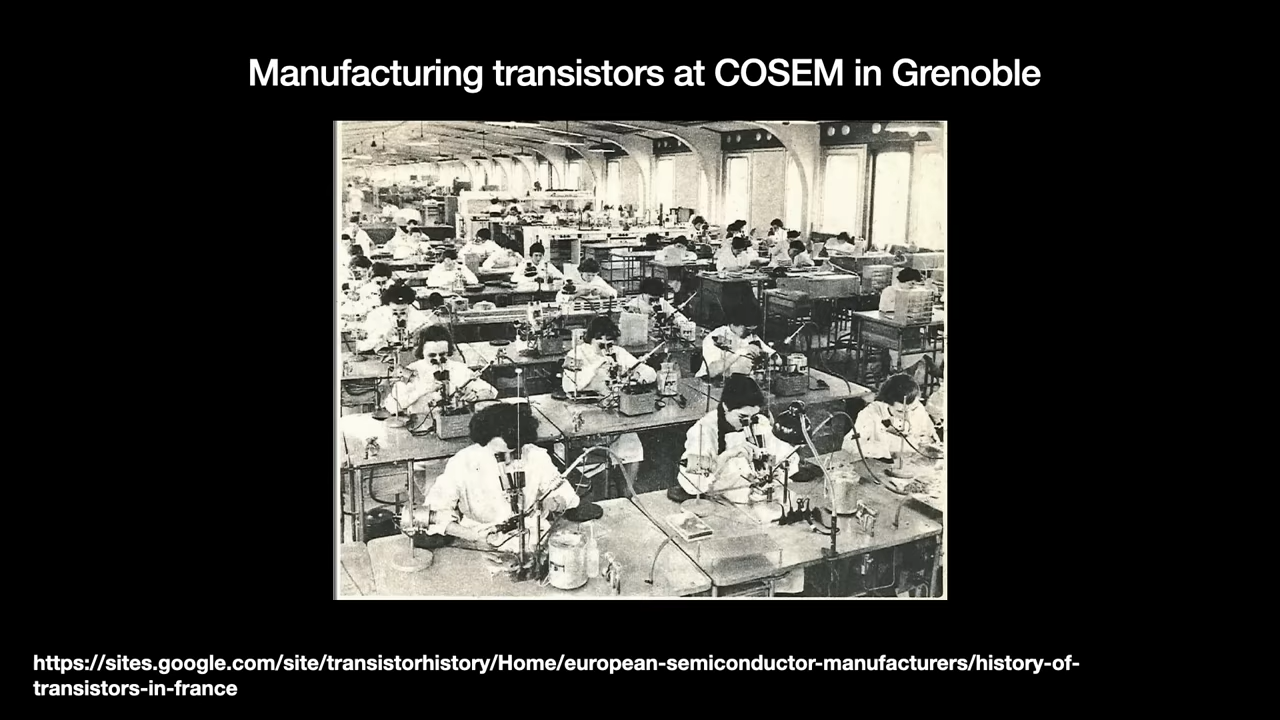 Manufacturing transistors at COSEM in Grenoble
https://sites.google.com/site/transistorhistory/Home/european-semiconductor-manufacturers/history-of-
transistors-in-france